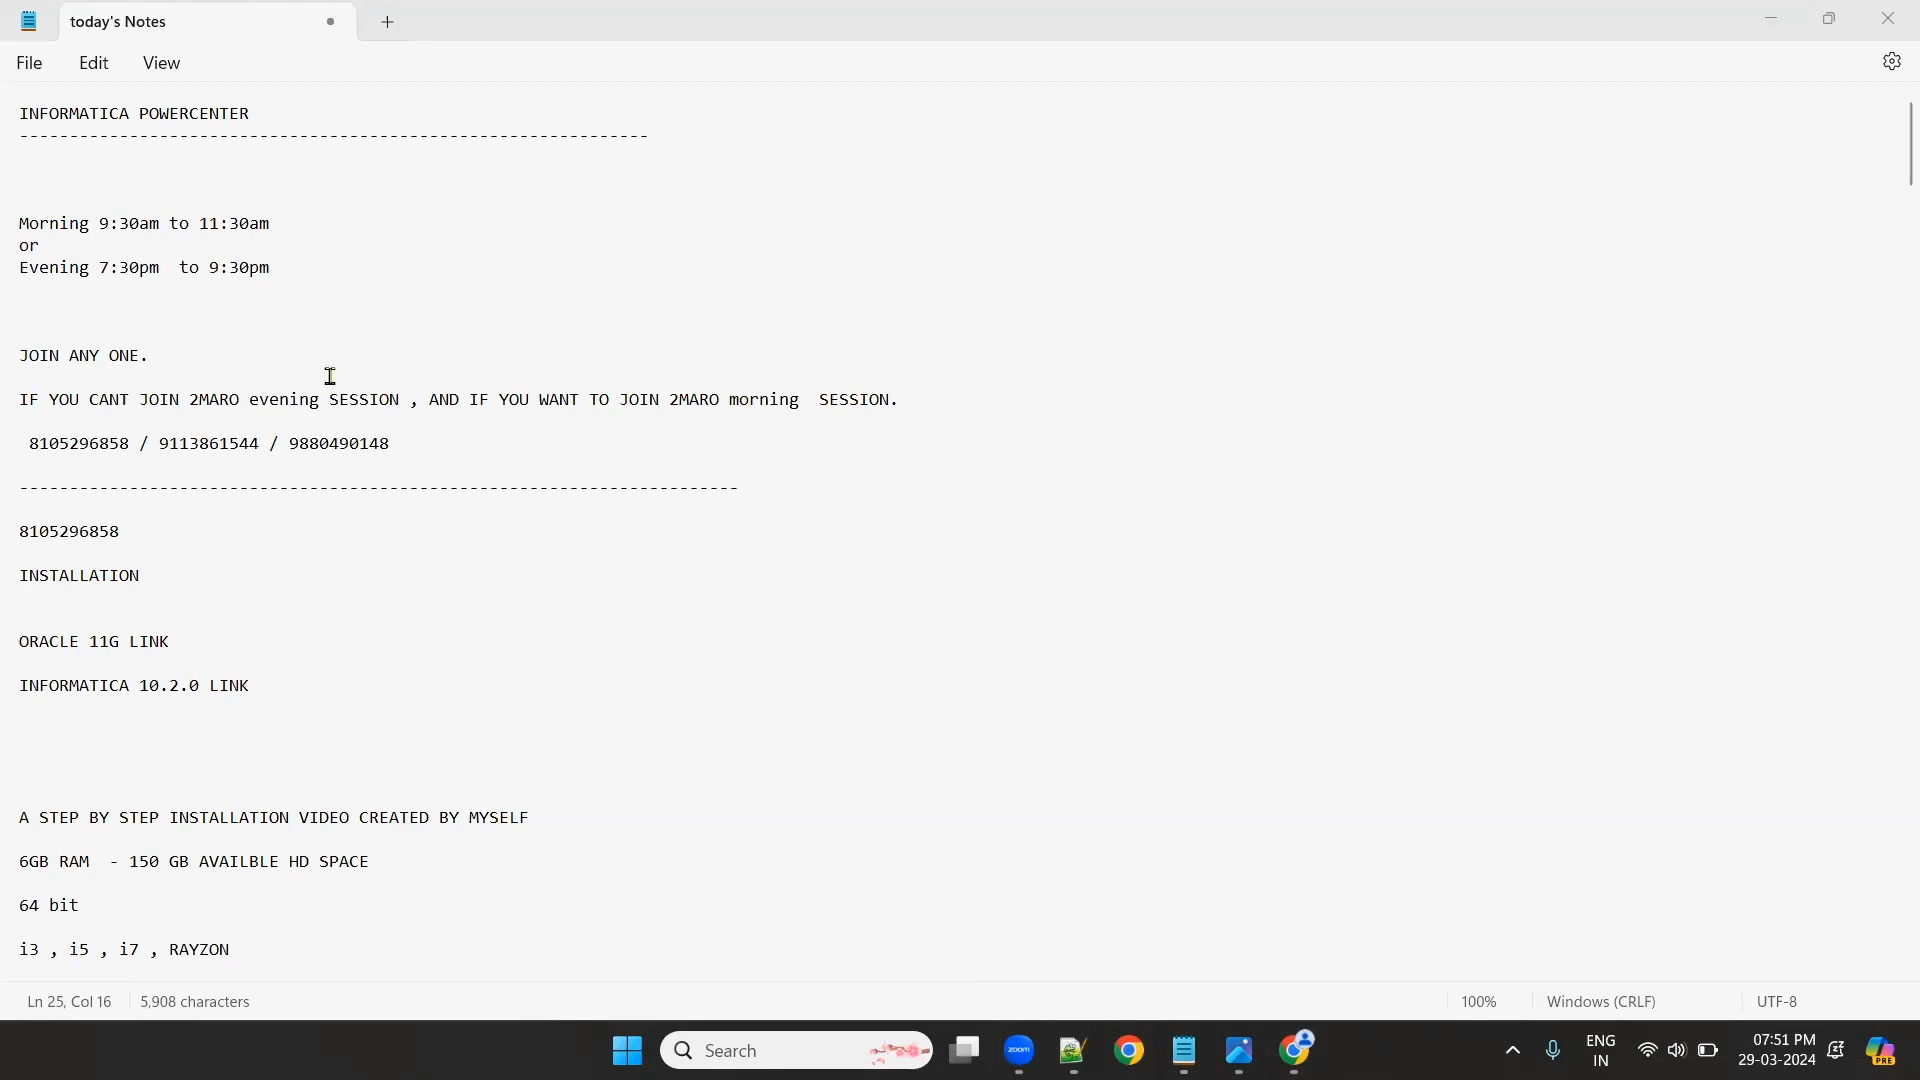 today's Notes
File Edit View
INFORMATICA POWERCENTER
---------------------------------------------------------------
Morning 9:30am to 11:30am
or
Evening 7:30pm  to 9:30pm
JOIN ANY ONE.
IF YOU CANT JOIN 2MARO evening SESSION , AND IF YOU WANT TO JOIN 2MARO morning  SESSION.
8105296858 / 9113861544 / 9880490148
------------------------------------------------------------------------
8105296858
INSTALLATION
ORACLE 11G LINK
INFORMATICA 10.2.0 LINK
A STEP BY STEP INSTALLATION VIDEO CREATED BY MYSELF
6GB RAM  - 150 GB AVAILBLE HD SPACE
64 bit
i3 , i5 , i7 , RAYZON
Ln 25, Col 16 5,908 characters 100% Windows (CRLF) UTF-8
Search zoom ENG 07:51 PM
IN 29-03-2024 PRE